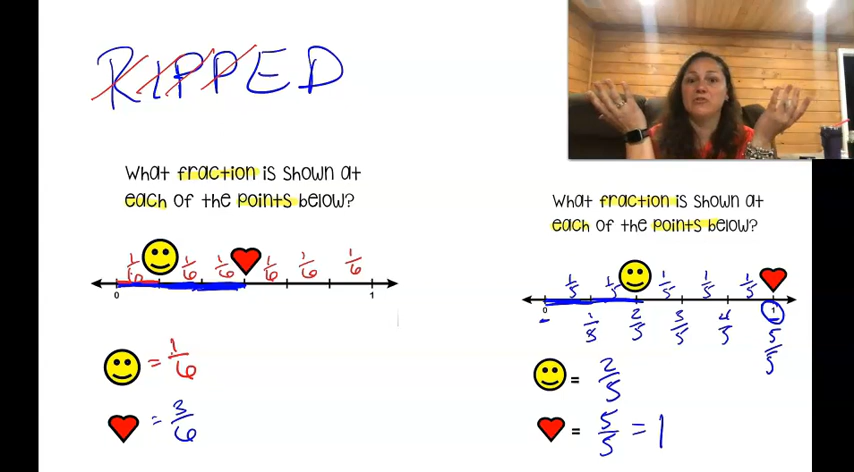 RIPPED
What fraction is shown at
each of the points below?
1/6 1/6 1/6 1/6 1/6 1/6
0 1
= 1/6
= 3/6
What fraction is shown at
each of the points below?
1/5 1/5 1/5 1/5 1/5
0 1
1/5 2/5 3/5 4/5 5/5
= 2/5
= 5/5 = 1